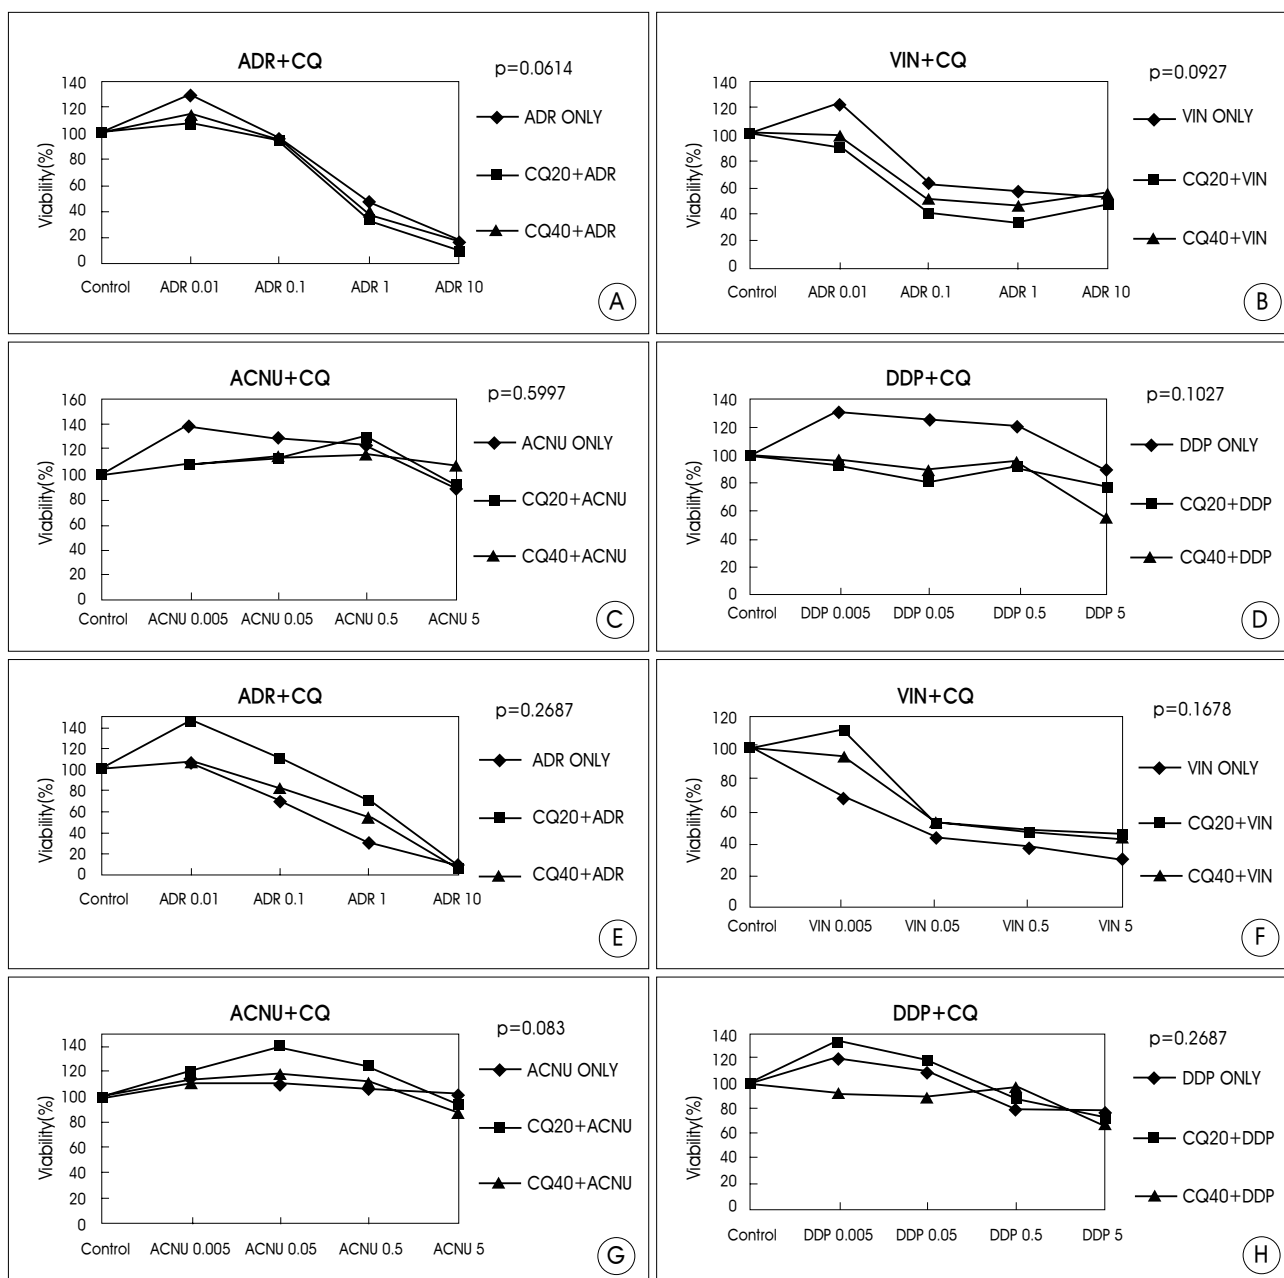 ADR+CQ
p=0.0614
Viability(%)
140
120
100
80
60
40
20
0
Control ADR 0.01 ADR 0.1 ADR 1 ADR 10
ADR ONLY
CQ20+ADR
CQ40+ADR
A
VIN+CQ
p=0.0927
Viability(%)
140
120
100
80
60
40
20
0
Control ADR 0.01 ADR 0.1 ADR 1 ADR 10
VIN ONLY
CQ20+VIN
CQ40+VIN
B
ACNU+CQ
p=0.5997
Viability(%)
160
140
120
100
80
60
40
20
0
Control ACNU 0.005 ACNU 0.05 ACNU 0.5 ACNU 5
ACNU ONLY
CQ20+ACNU
CQ40+ACNU
C
DDP+CQ
p=0.1027
Viability(%)
140
120
100
80
60
40
20
0
Control DDP 0.005 DDP 0.05 DDP 0.5 DDP 5
DDP ONLY
CQ20+DDP
CQ40+DDP
D
ADR+CQ
p=0.2687
Viability(%)
140
120
100
80
60
40
20
0
Control ADR 0.01 ADR 0.1 ADR 1 ADR 10
ADR ONLY
CQ20+ADR
CQ40+ADR
E
VIN+CQ
p=0.1678
Viability(%)
120
100
80
60
40
20
0
Control VIN 0.005 VIN 0.05 VIN 0.5 VIN 5
VIN ONLY
CQ20+VIN
CQ40+VIN
F
ACNU+CQ
p=0.083
Viability(%)
140
120
100
80
60
40
20
0
Control ACNU 0.005 ACNU 0.05 ACNU 0.5 ACNU 5
ACNU ONLY
CQ20+ACNU
CQ40+ACNU
G
DDP+CQ
p=0.2687
Viability(%)
140
120
100
80
60
40
20
0
Control DDP 0.005 DDP 0.05 DDP 0.5 DDP 5
DDP ONLY
CQ20+DDP
CQ40+DDP
H